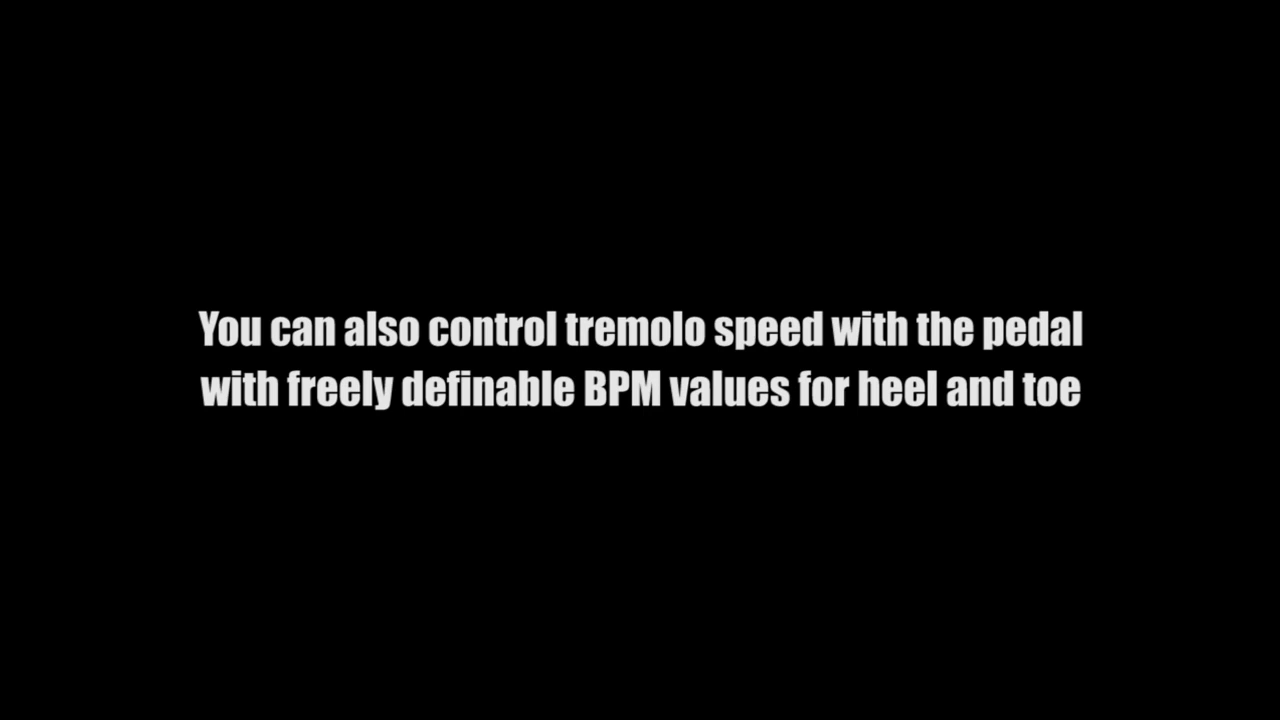 You can also control tremolo speed with the pedal
with freely definable BPM values for heel and toe